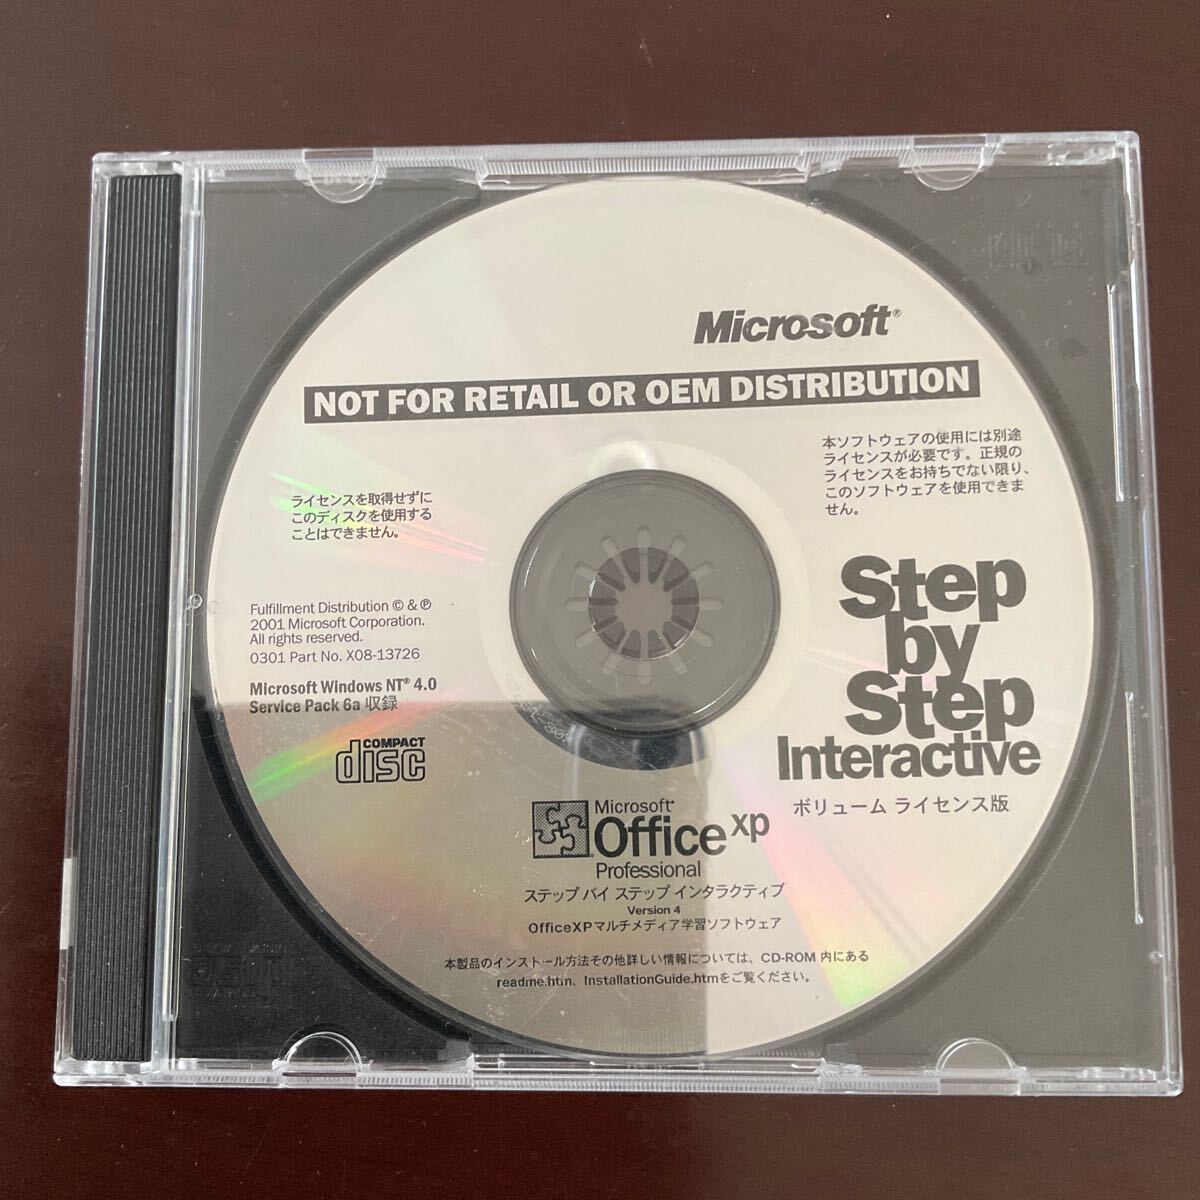 Microsoft®
NOT FOR RETAIL OR OEM DISTRIBUTION
本ソフトウェアの使用には別途
ライセンスが必要です。正規の
ライセンスをお持ちでない限り、
このソフトウェアを使用できま
せん。
ライセンスを取得せずに
このディスクを使用する
ことはできません。
Step
by
Step
Interactive
ボリューム ライセンス版
Fulfillment Distribution © & ℗
2001 Microsoft Corporation.
All rights reserved.
0301 Part No. X08-13726
Microsoft Windows NT® 4.0
Service Pack 6a 収録
COMPACT
disc
Microsoft®
Office xp
Professional
ステップ バイ ステップ インタラクティブ
Version 4
OfficeXPマルチメディア学習ソフトウェア
本製品のインストール方法その他詳しい情報については、CD-ROM 内にある
readme.htm、InstallationGuide.htmをご覧ください。